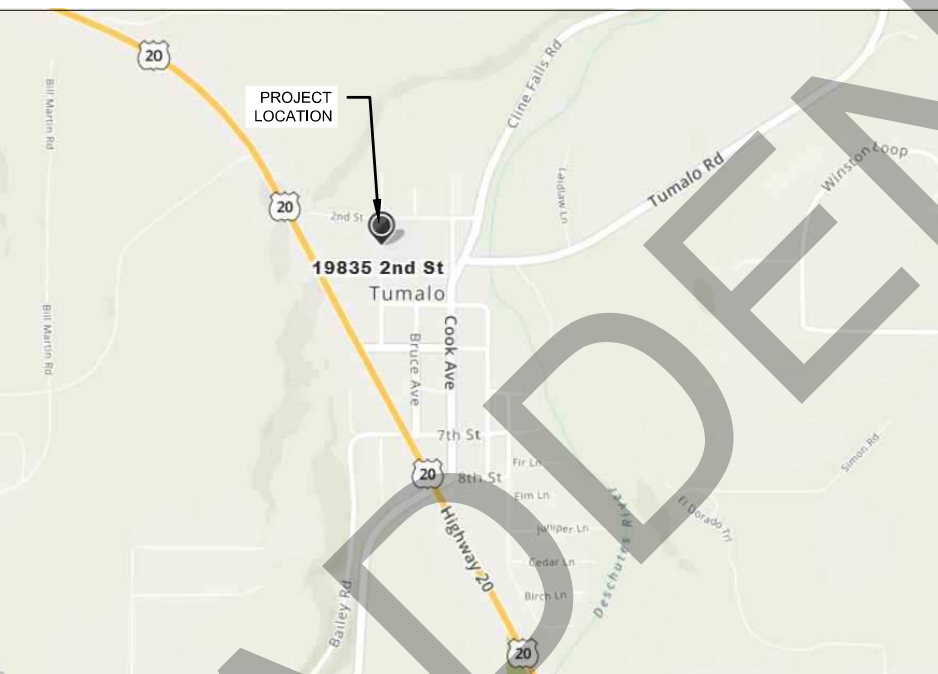 20
Bill Martin Rd
PROJECT
LOCATION
Cline Falls Rd
Winston Loop
Laidlaw Ln
Tumalo Rd
20
2nd St
19835 2nd St
Tumalo
Bill Martin Rd
Cook Ave
Bruce Ave
7th St
Simon Rd
20
8th St
Fir Ln
Elm Ln
El Dorado Trl
Juniper Ln
Highway 20
Deschutes River
Cedar Ln
Bailey Rd
Birch Ln
20